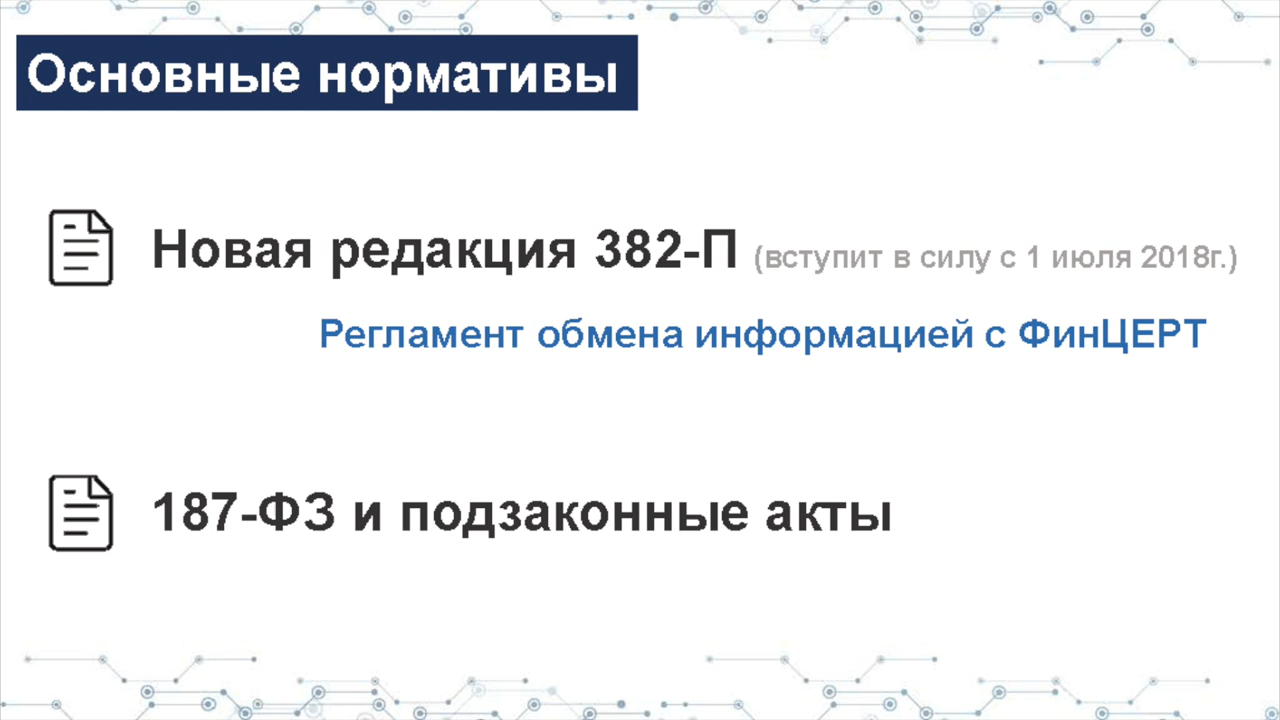 Основные нормативы
Новая редакция 382-П (вступит в силу с 1 июля 2018г.)
Регламент обмена информацией с ФинЦЕРТ
187-ФЗ и подзаконные акты